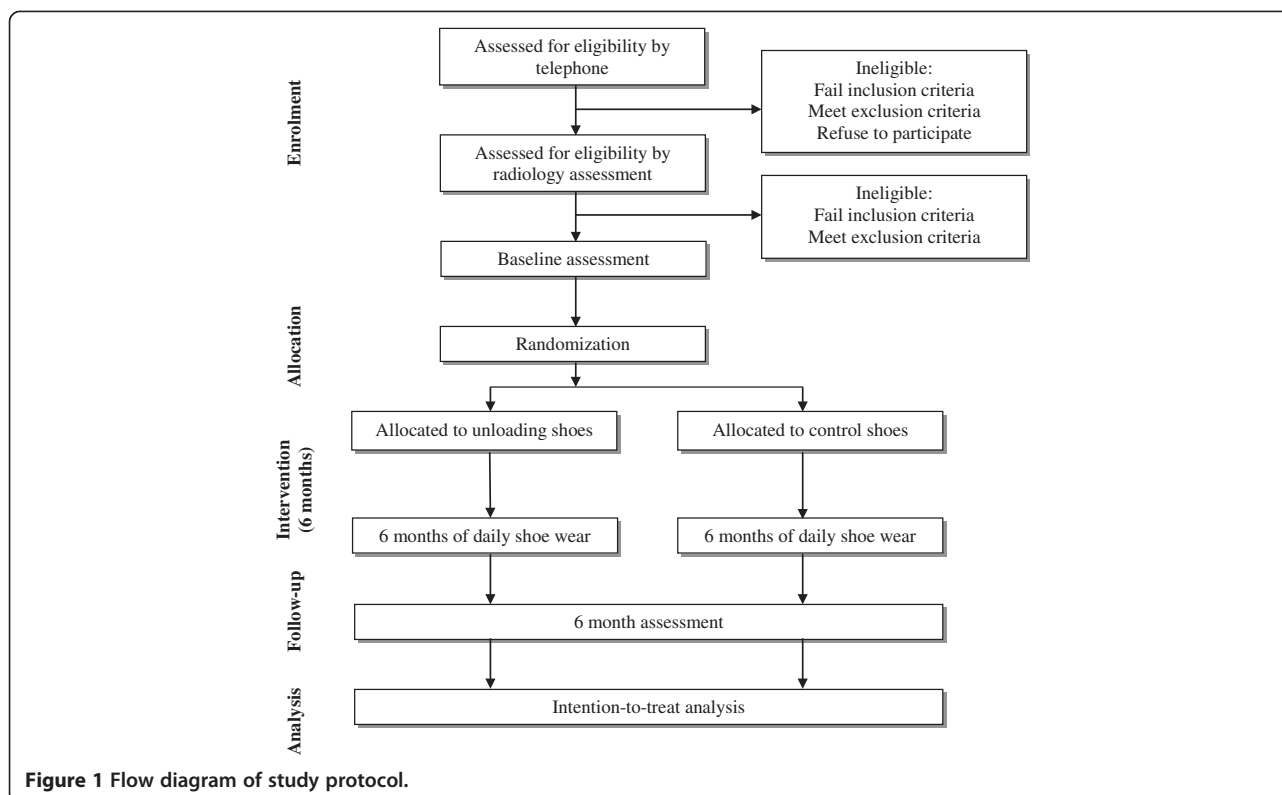 Enrolment
Assessed for eligibility by
telephone
Ineligible:
Fail inclusion criteria
Meet exclusion criteria
Refuse to participate
Assessed for eligibility by
radiology assessment
Ineligible:
Fail inclusion criteria
Meet exclusion criteria
Baseline assessment
Allocation
Randomization
Intervention
(6 months)
Allocated to unloading shoes
Allocated to control shoes
6 months of daily shoe wear
6 months of daily shoe wear
Follow-up
6 month assessment
Analysis
Intention-to-treat analysis
Figure 1 Flow diagram of study protocol.